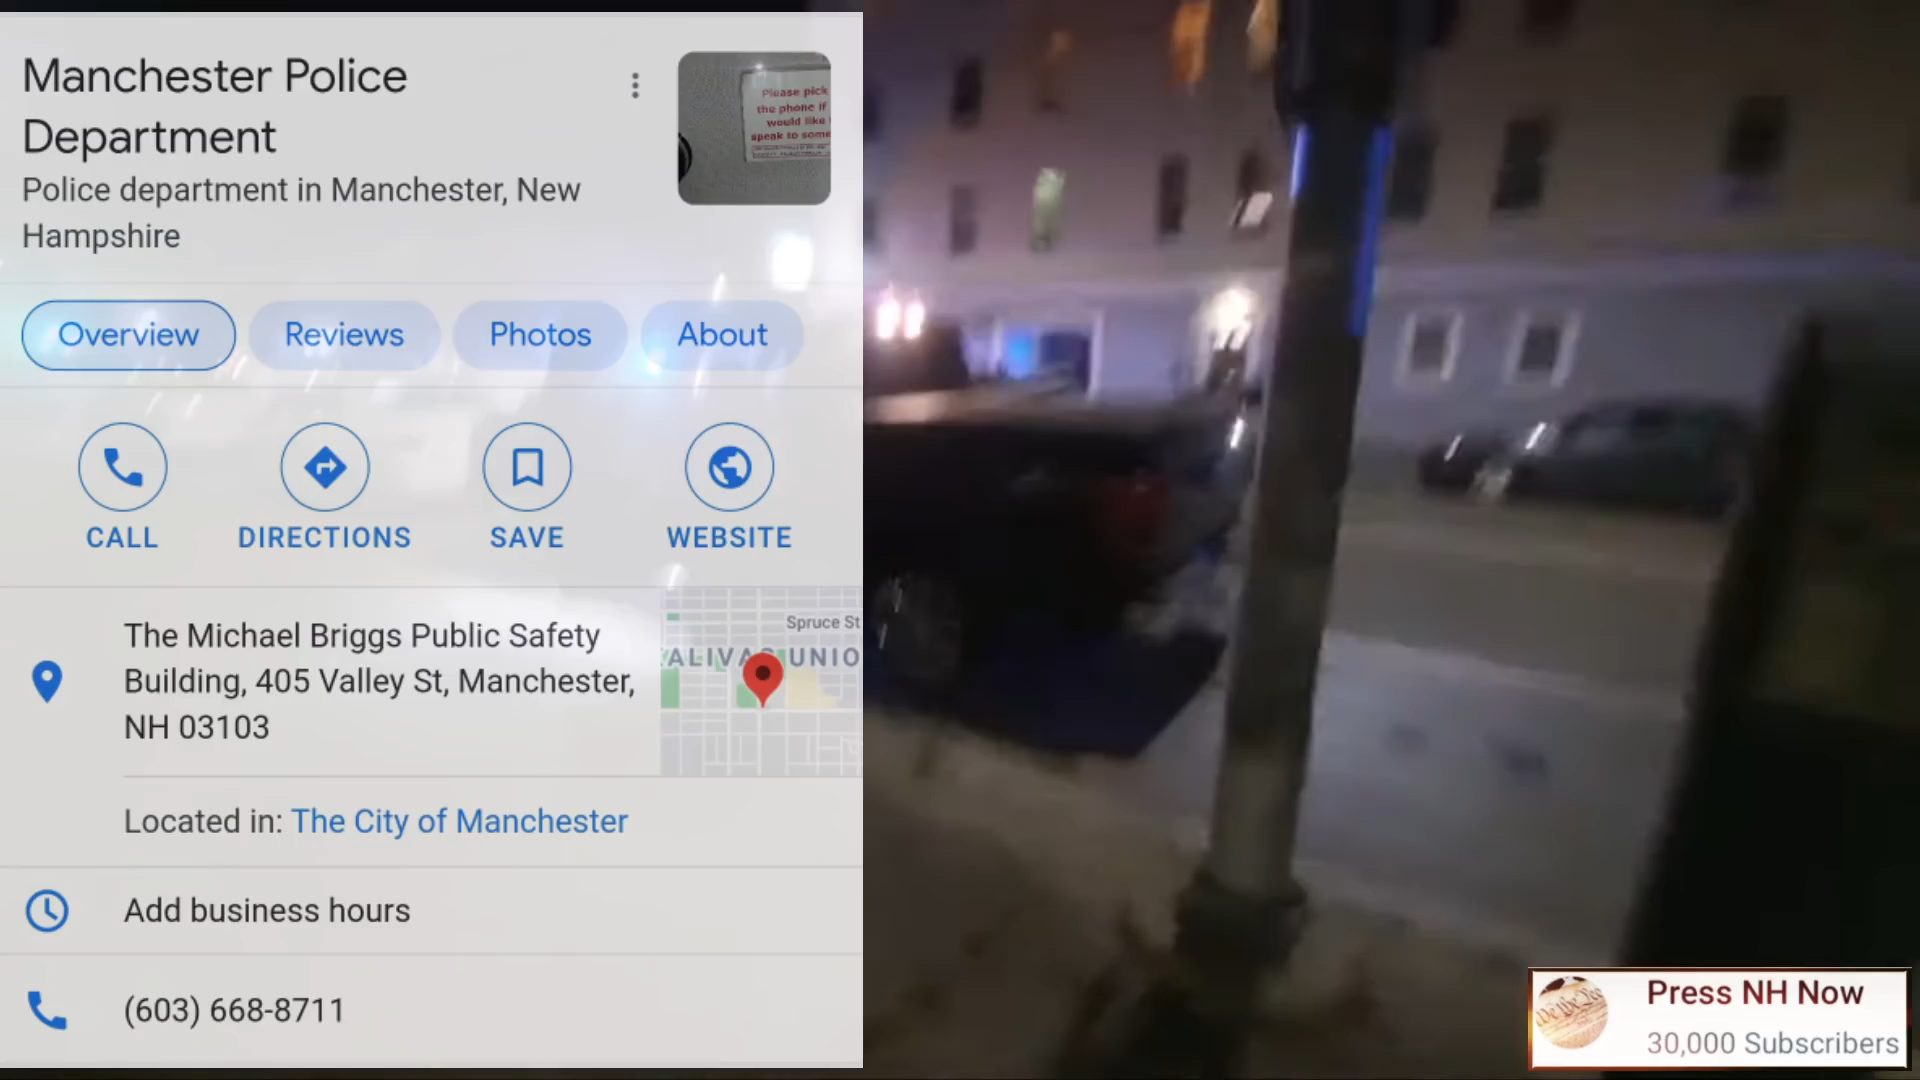 Manchester Police
Department
Police department in Manchester, New
Hampshire
Please pick
the phone if
would like
speak to some
Overview
Reviews
Photos
About
CALL
DIRECTIONS
SAVE
WEBSITE
The Michael Briggs Public Safety
Building, 405 Valley St, Manchester,
NH 03103
Spruce St
UNIO
Located in: The City of Manchester
Add business hours
(603) 668-8711
Press NH Now
30,000 Subscribers